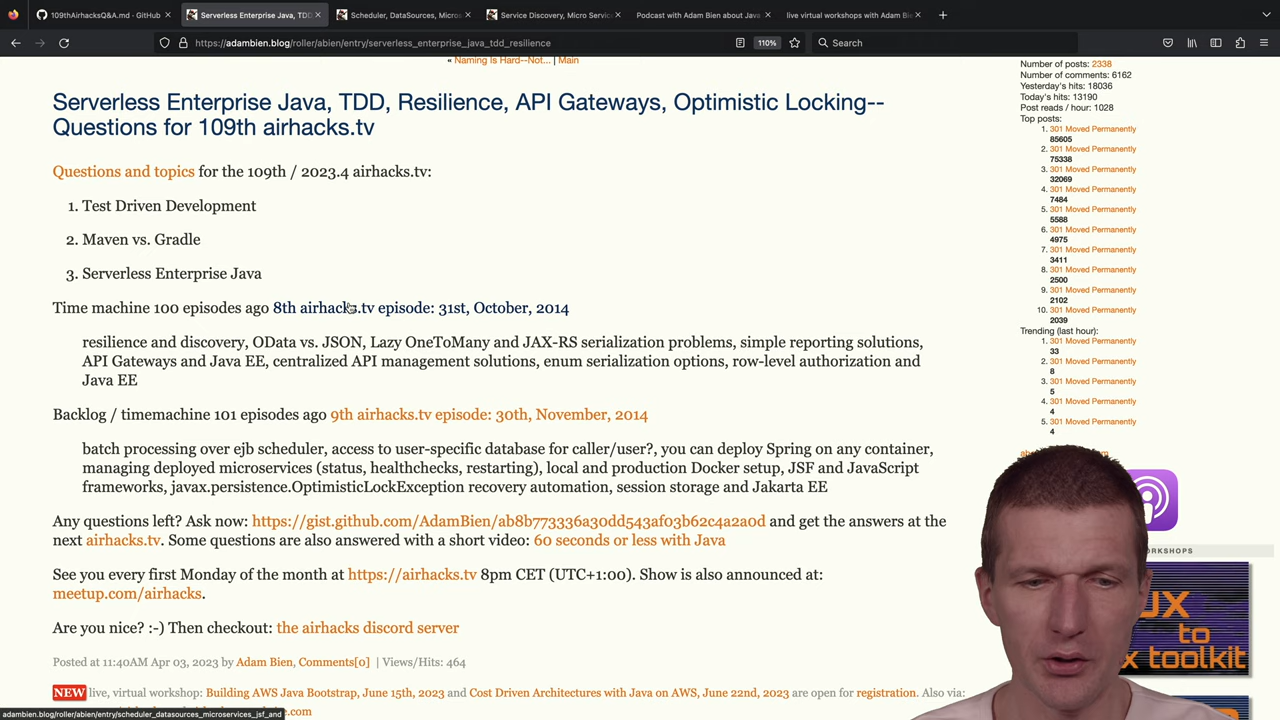 109thAirhacksQ&A.md · GitHub
Serverless Enterprise Java, TDD,
Scheduler, DataSources, Micros
Service Discovery, Micro Servic
Podcast with Adam Bien about Java
live virtual workshops with Adam Bie
https://adambien.blog/roller/abien/entry/serverless_enterprise_java_tdd_resilience
110%
Search
« Naming Is Hard--Not... | Main
Serverless Enterprise Java, TDD, Resilience, API Gateways, Optimistic Locking--
Questions for 109th airhacks.tv
Questions and topics for the 109th / 2023.4 airhacks.tv:
1. Test Driven Development
2. Maven vs. Gradle
3. Serverless Enterprise Java
Time machine 100 episodes ago 8th airhacks.tv episode: 31st, October, 2014
resilience and discovery, OData vs. JSON, Lazy OneToMany and JAX-RS serialization problems, simple reporting solutions,
API Gateways and Java EE, centralized API management solutions, enum serialization options, row-level authorization and
Java EE
Backlog / timemachine 101 episodes ago 9th airhacks.tv episode: 30th, November, 2014
batch processing over ejb scheduler, access to user-specific database for caller/user?, you can deploy Spring on any container,
managing deployed microservices (status, healthchecks, restarting), local and production Docker setup, JSF and JavaScript
frameworks, javax.persistence.OptimisticLockException recovery automation, session storage and Jakarta EE
Any questions left? Ask now: https://gist.github.com/AdamBien/ab8b773336a30dd543af03b62c4a2a0d and get the answers at the
next airhacks.tv. Some questions are also answered with a short video: 60 seconds or less with Java
See you every first Monday of the month at https://airhacks.tv 8pm CET (UTC+1:00). Show is also announced at:
meetup.com/airhacks.
Are you nice? :-) Then checkout: the airhacks discord server
Posted at 11:40AM Apr 03, 2023 by Adam Bien, Comments[0] | Views/Hits: 464
NEW live, virtual workshop: Building AWS Java Bootstrap, June 15th, 2023 and Cost Driven Architectures with Java on AWS, June 22nd, 2023 are open for registration. Also via:
adambien.blog/roller/abien/entry/scheduler_datasources_microservices_jsf_and
.com
Number of posts: 2338
Number of comments: 6162
Yesterday's hits: 18036
Today's hits: 13190
Post reads / hour: 1028
Top posts:
1. 301 Moved Permanently
85605
2. 301 Moved Permanently
75338
3. 301 Moved Permanently
32069
4. 301 Moved Permanently
7484
5. 301 Moved Permanently
5588
6. 301 Moved Permanently
4975
7. 301 Moved Permanently
3411
8. 301 Moved Permanently
2500
9. 301 Moved Permanently
2102
10. 301 Moved Permanently
2039
Trending (last hour):
1. 301 Moved Permanently
33
2. 301 Moved Permanently
8
3. 301 Moved Permanently
5
4. 301 Moved Permanently
4
5. 301 Moved Permanently
4
ORKSHOPS
UX
to
x toolkit